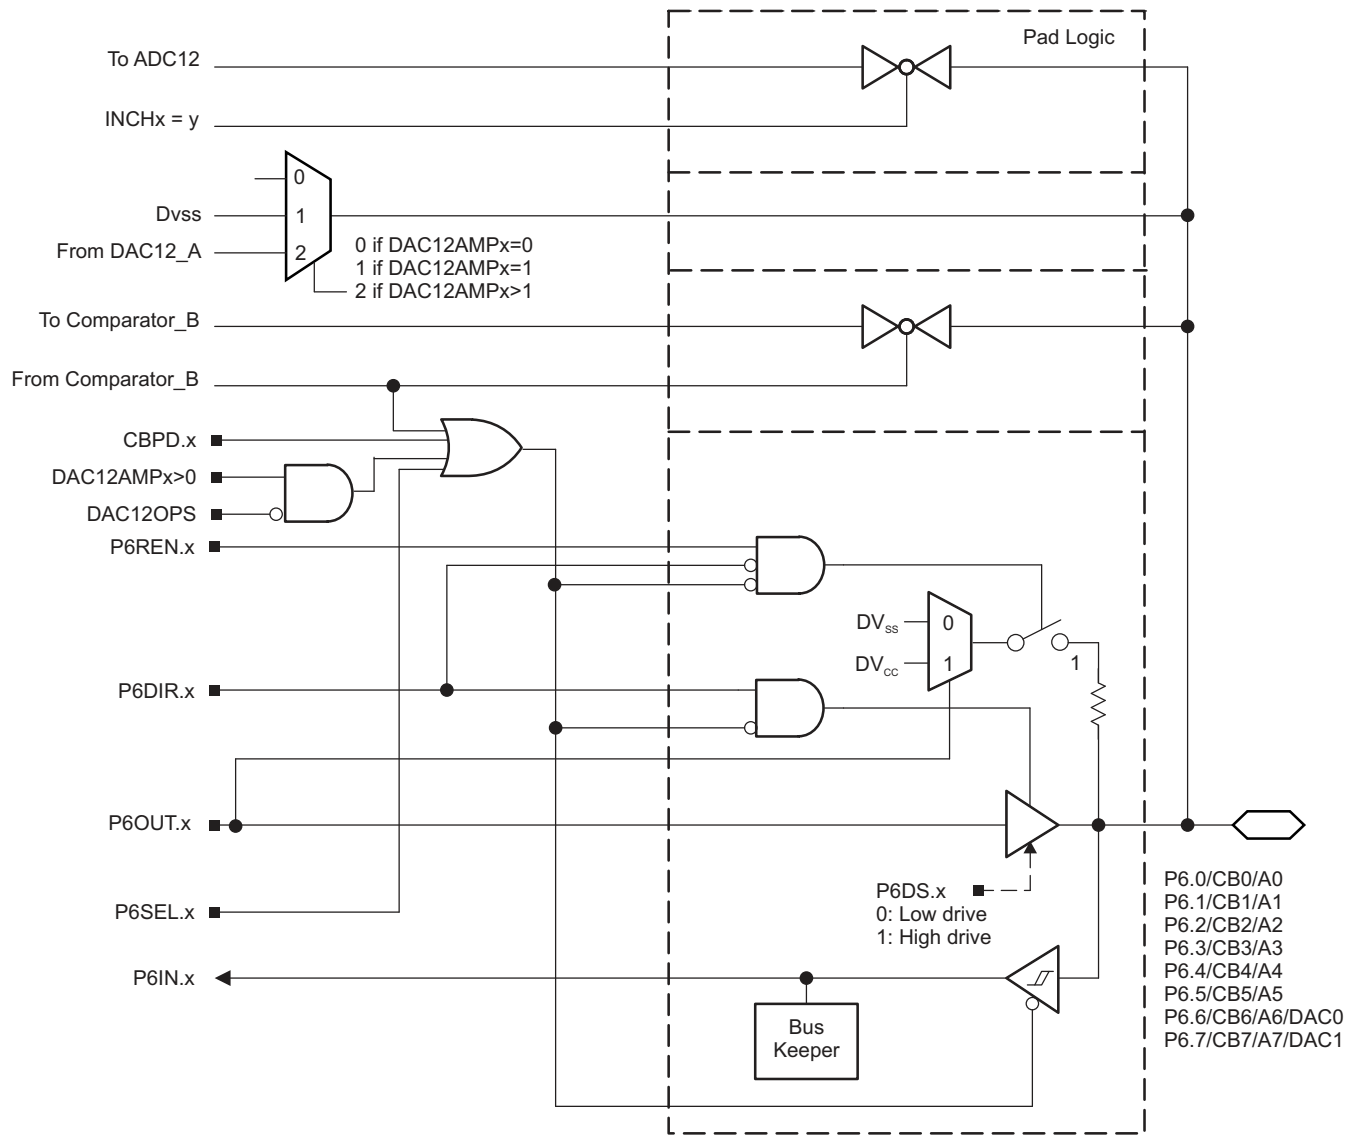 Pad Logic
To ADC12
INCHx = y
0
Dvss
1
From DAC12_A
2
0 if DAC12AMPx=0
1 if DAC12AMPx=1
2 if DAC12AMPx>1
To Comparator_B
From Comparator_B
CBPD.x
DAC12AMPx>0
DAC12OPS
P6REN.x
DVSS
0
DVCC
1
1
P6DIR.x
P6OUT.x
P6DS.x
0: Low drive
1: High drive
P6SEL.x
P6IN.x
Bus
Keeper
P6.0/CB0/A0
P6.1/CB1/A1
P6.2/CB2/A2
P6.3/CB3/A3
P6.4/CB4/A4
P6.5/CB5/A5
P6.6/CB6/A6/DAC0
P6.7/CB7/A7/DAC1